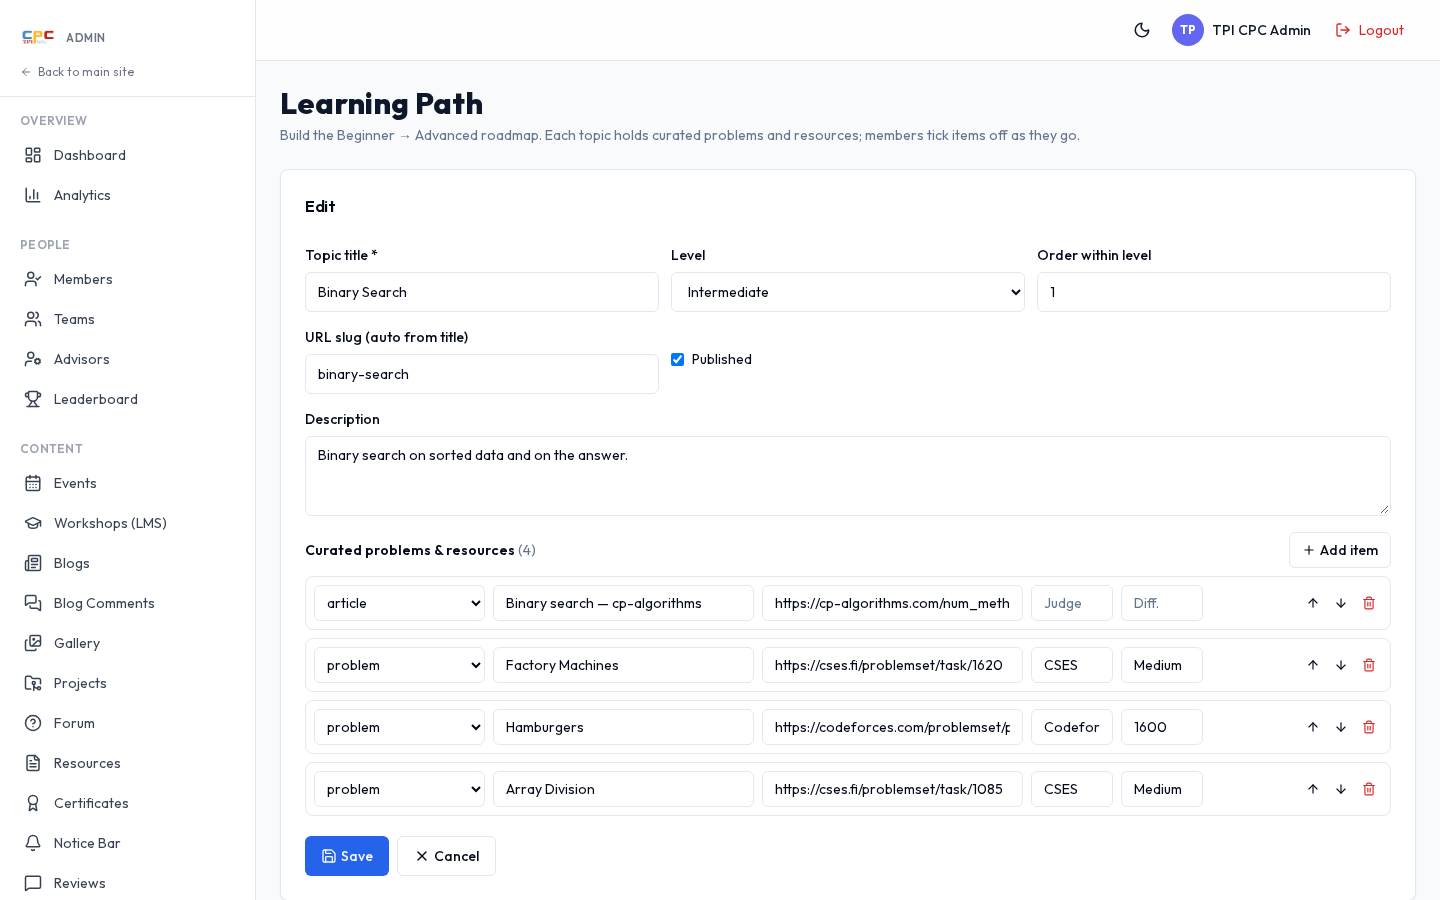 CPC ADMIN
TP TPI CPC Admin Logout
Back to main site
OVERVIEW
Dashboard
Analytics
PEOPLE
Members
Teams
Advisors
Leaderboard
CONTENT
Events
Workshops (LMS)
Blogs
Blog Comments
Gallery
Projects
Forum
Resources
Certificates
Notice Bar
Reviews
Learning Path
Build the Beginner → Advanced roadmap. Each topic holds curated problems and resources; members tick items off as they go.
Edit
Topic title * Level Order within level
Binary Search Intermediate 1
URL slug (auto from title)
binary-search Published
Description
Binary search on sorted data and on the answer.
Curated problems & resources (4) Add item
article Binary search — cp-algorithms https://cp-algorithms.com/num_meth Judge Diff.
problem Factory Machines https://cses.fi/problemset/task/1620 CSES Medium
problem Hamburgers https://codeforces.com/problemset/p Codefor 1600
problem Array Division https://cses.fi/problemset/task/1085 CSES Medium
Save Cancel